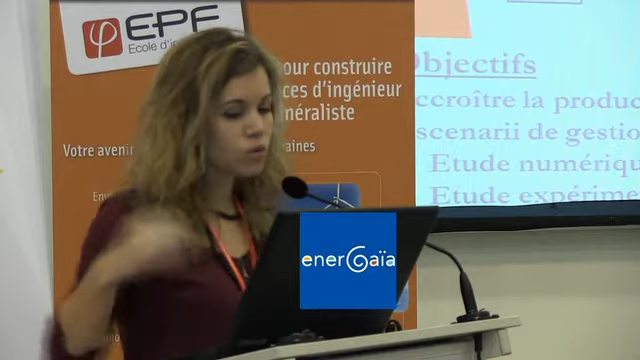 EPF
Ecole d'in
our construire
ces d'ingénieur
néraliste
Votre aveni
aines
energaïa
Objectifs
ccroître la produc
scenarii de gestio
Etude numériqu
Etude expérime